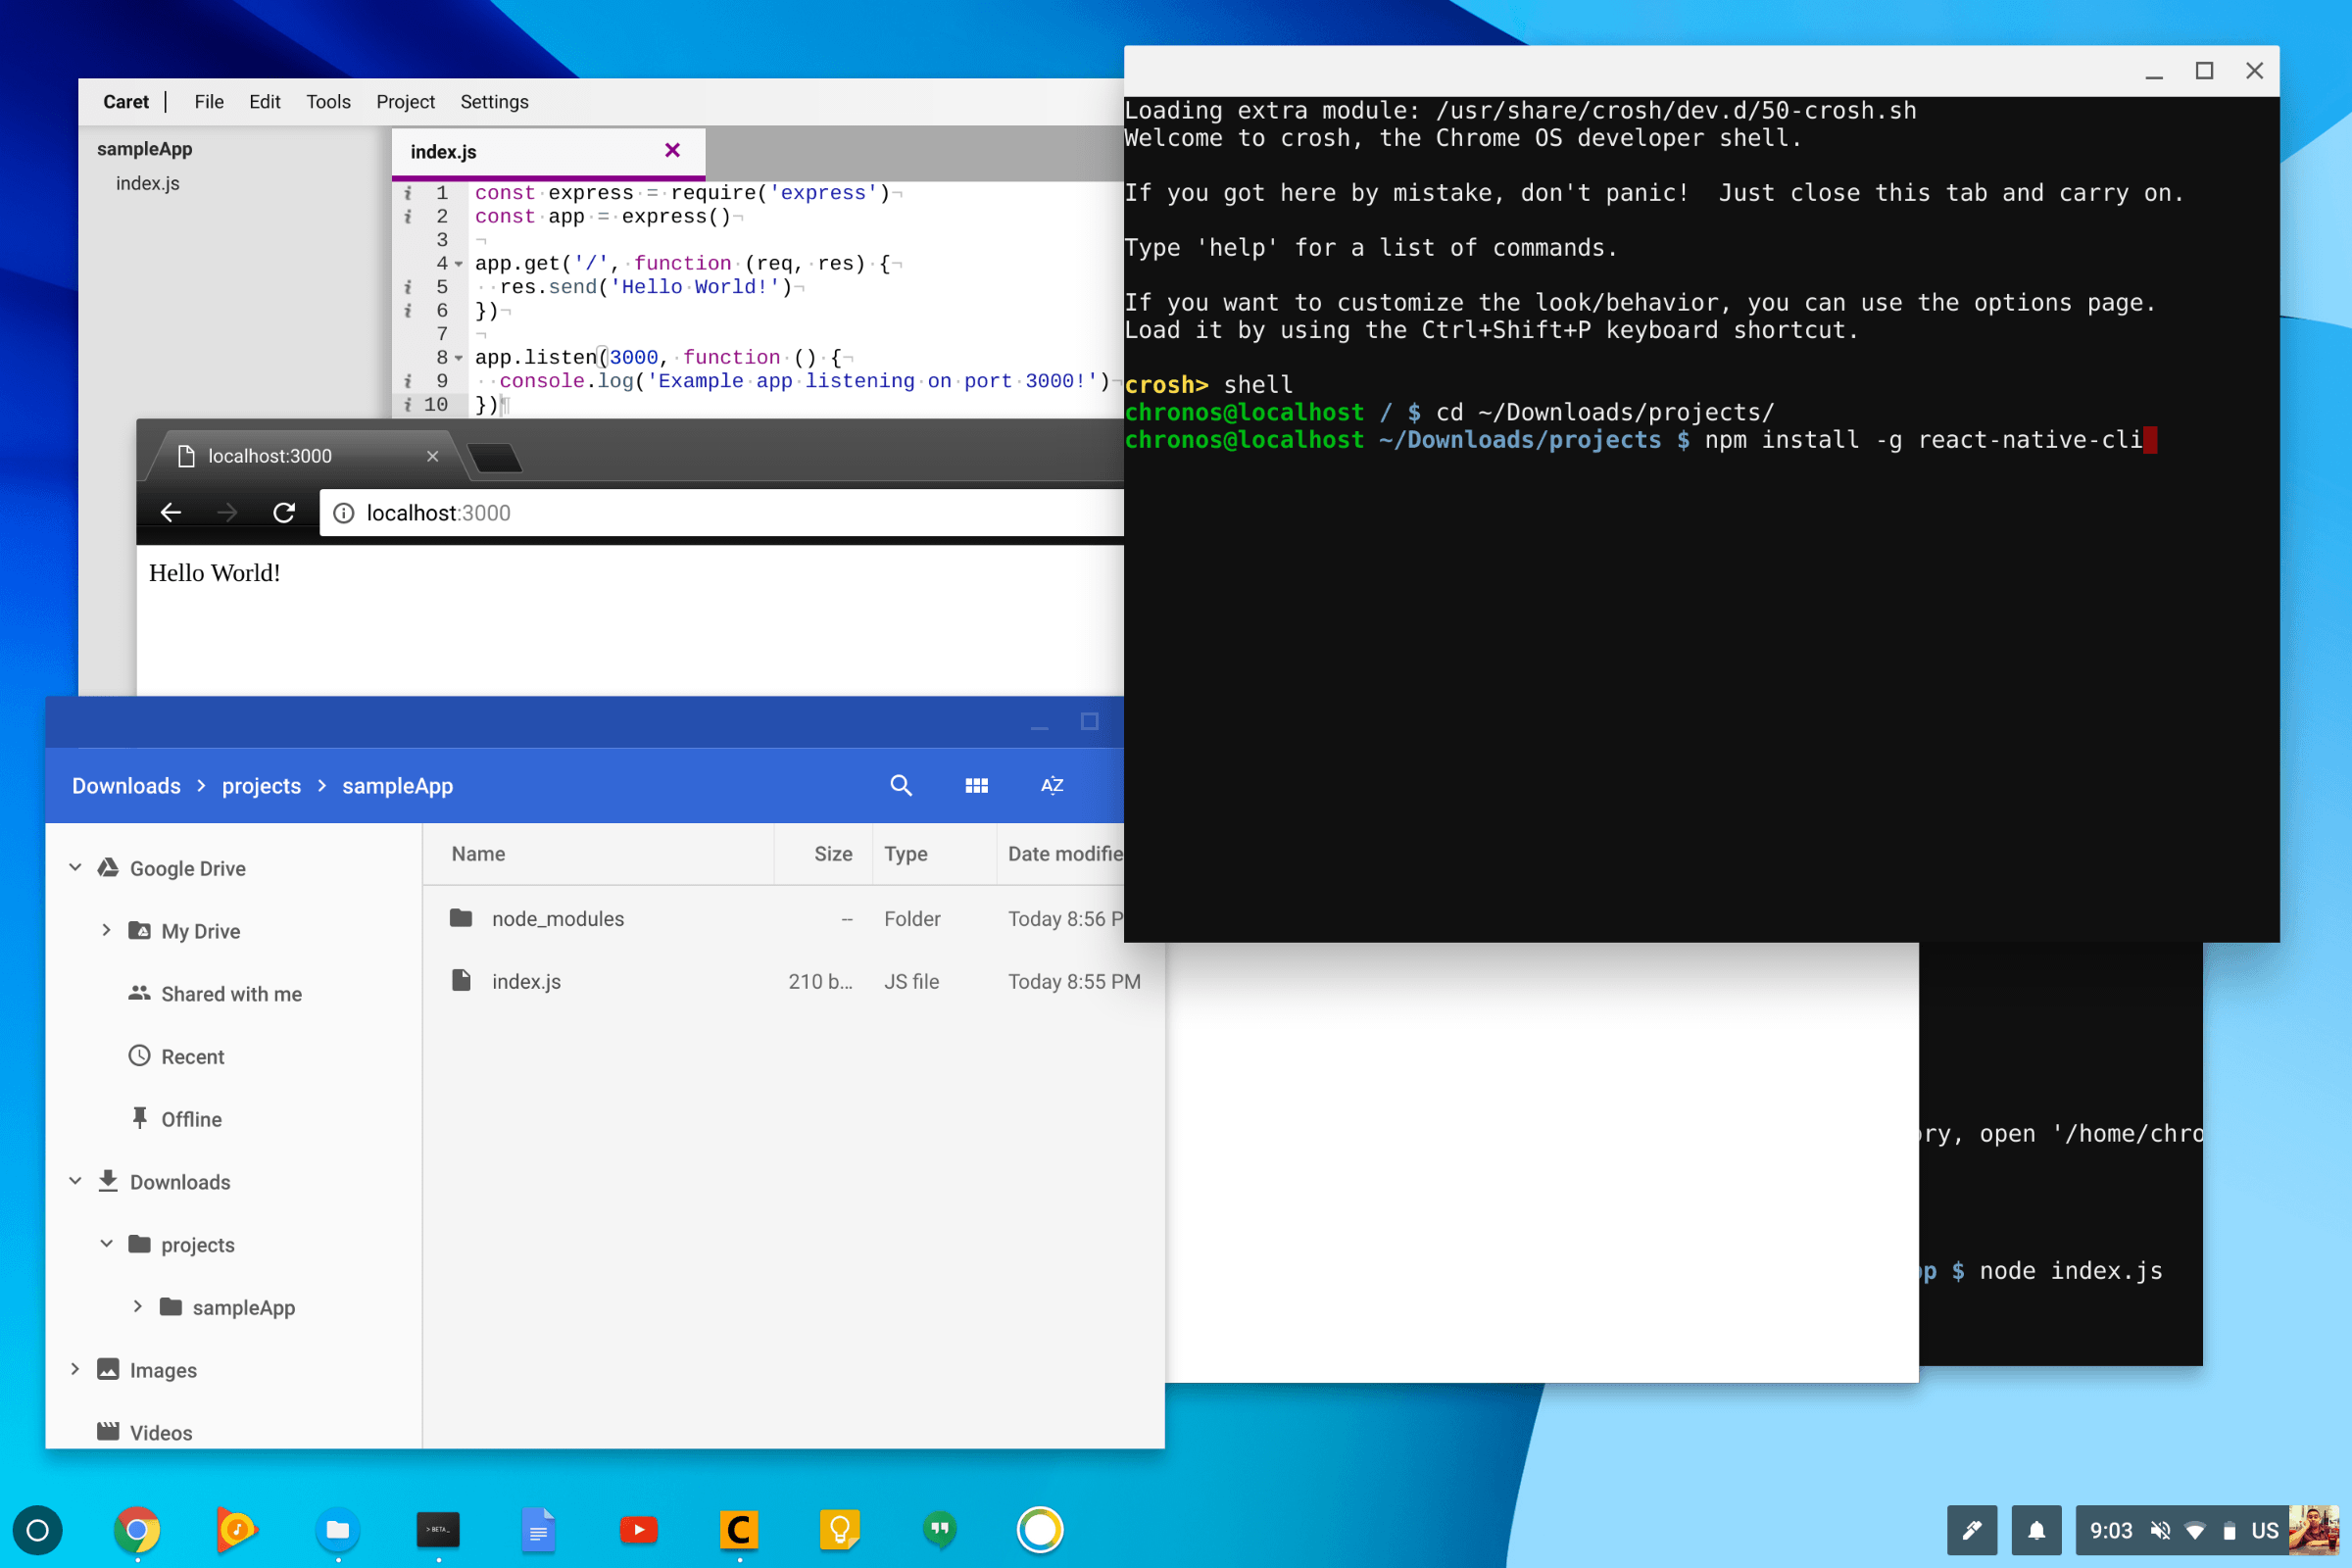 Caret | File Edit Tools Project Settings
sampleApp
index.js
index.js
1 const express = require('express')
2 const app = express()
3
4 app.get('/', function (req, res) {
5 res.send('Hello World!')
6 })
7
8 app.listen(3000, function () {
9 console.log('Example app listening on port 3000!')
10 })
localhost:3000
localhost:3000
Hello World!
Loading extra module: /usr/share/crosh/dev.d/50-crosh.sh
Welcome to crosh, the Chrome OS developer shell.
If you got here by mistake, don't panic!  Just close this tab and carry on.
Type 'help' for a list of commands.
If you want to customize the look/behavior, you can use the options page.
Load it by using the Ctrl+Shift+P keyboard shortcut.
crosh> shell
chronos@localhost / $ cd ~/Downloads/projects/
chronos@localhost ~/Downloads/projects $ npm install -g react-native-cli
Downloads > projects > sampleApp
AZ
Google Drive
My Drive
Shared with me
Recent
Offline
Downloads
projects
sampleApp
Images
Videos
Name Size Type Date modifie
node_modules -- Folder Today 8:56 P
index.js 210 b... JS file Today 8:55 PM
ry, open '/home/chro
p $ node index.js
>BETA_
C
9:03 US